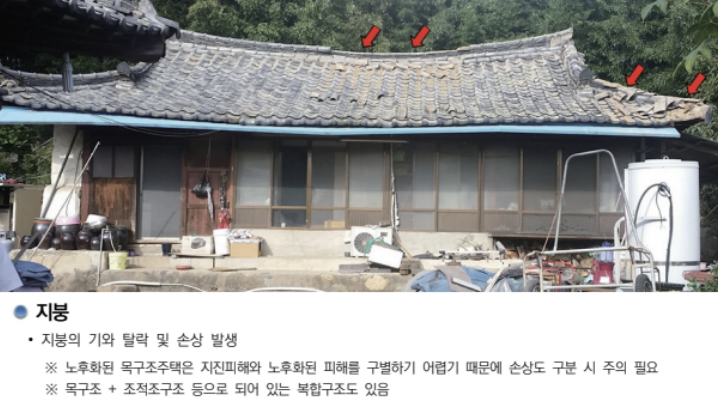 지붕
• 지붕의 기와 탈락 및 손상 발생
※ 노후화된 목구조주택은 지진피해와 노후화된 피해를 구별하기 어렵기 때문에 손상도 구분 시 주의 필요
※ 목구조 + 조적조구조 등으로 되어 있는 복합구조도 있음